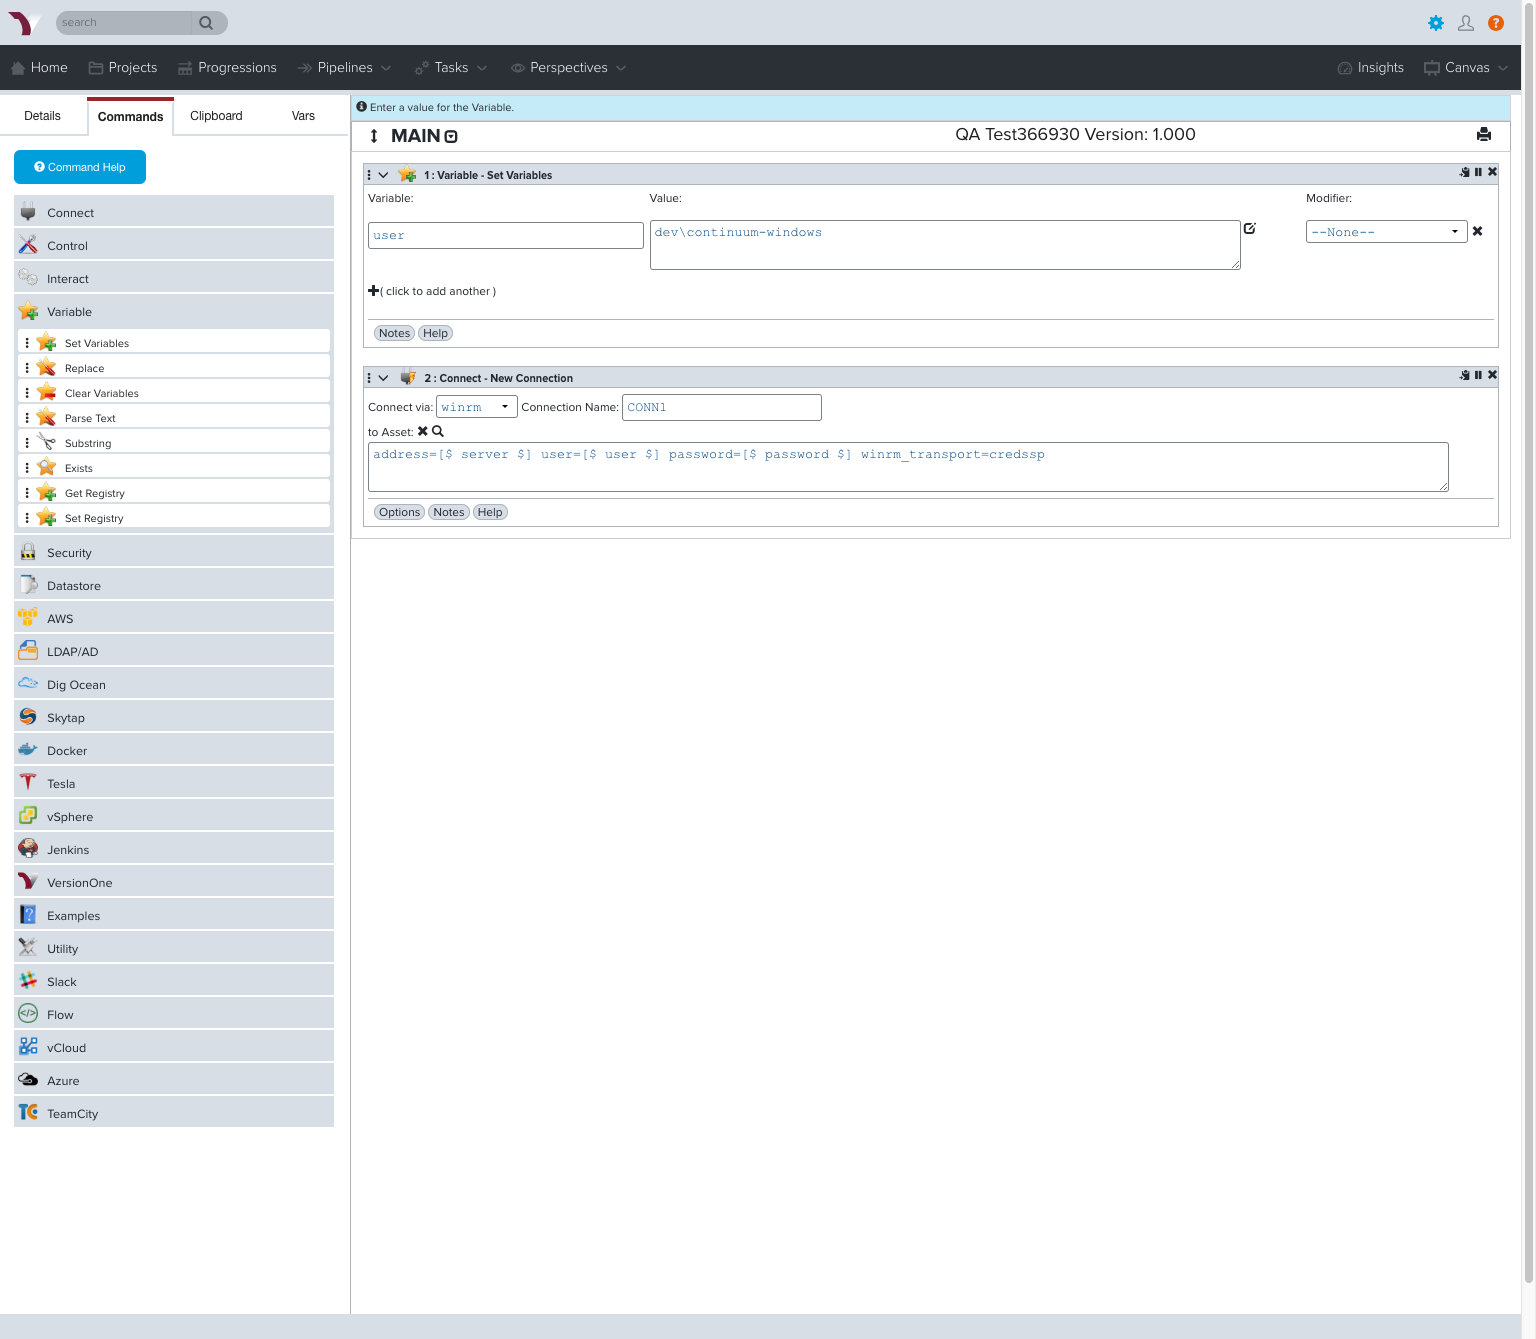 search
?
Home Projects Progressions Pipelines Tasks Perspectives Insights Canvas
Details Commands Clipboard Vars
Command Help
Connect
Control
Interact
Variable
Set Variables
Replace
Clear Variables
Parse Text
Substring
Exists
Get Registry
Set Registry
Security
Datastore
AWS
LDAP/AD
Dig Ocean
Skytap
Docker
Tesla
vSphere
Jenkins
VersionOne
Examples
Utility
Slack
Flow
vCloud
Azure
TeamCity
Enter a value for the Variable.
MAIN QA Test366930 Version: 1.000
1 : Variable - Set Variables
Variable: Value: Modifier:
user dev\continuum-windows --None--
( click to add another )
Notes Help
2 : Connect - New Connection
Connect via: winrm Connection Name: CONN1
to Asset:
address=[$ server $] user=[$ user $] password=[$ password $] winrm_transport=credssp
Options Notes Help